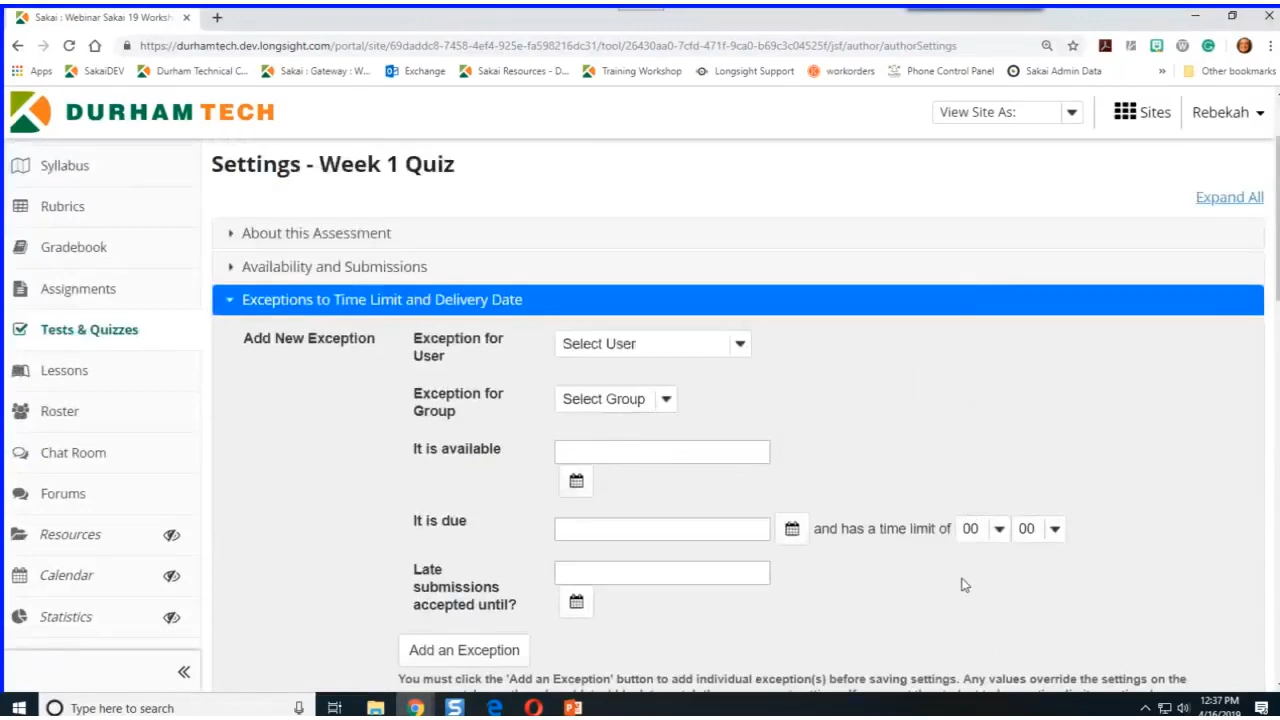 Sakai : Webinar Sakai 19 Worksh
https://durhamtech.dev.longsight.com/portal/site/69daddc8-7458-4ef4-925e-fa598216dc31/tool/26430aa0-7cfd-471f-9ca0-b69c3c04525f/jsf/author/authorSettings
Apps SakaiDEV Durham Technical C... Sakai : Gateway : W... Exchange Sakai Resources - D... Training Workshop Longsight Support workorders Phone Control Panel Sakai Admin Data » Other bookmarks
DURHAM TECH
View Site As:
Sites
Rebekah
Syllabus
Rubrics
Gradebook
Assignments
Tests & Quizzes
Lessons
Roster
Chat Room
Forums
Resources
Calendar
Statistics
Settings - Week 1 Quiz
Expand All
About this Assessment
Availability and Submissions
Exceptions to Time Limit and Delivery Date
Add New Exception
Exception for
User
Select User
Exception for
Group
Select Group
It is available
It is due
and has a time limit of 00 00
Late
submissions
accepted until?
Add an Exception
You must click the 'Add an Exception' button to add individual exception(s) before saving settings. Any values override the settings on the
Type here to search
12:37 PM
4/16/2019